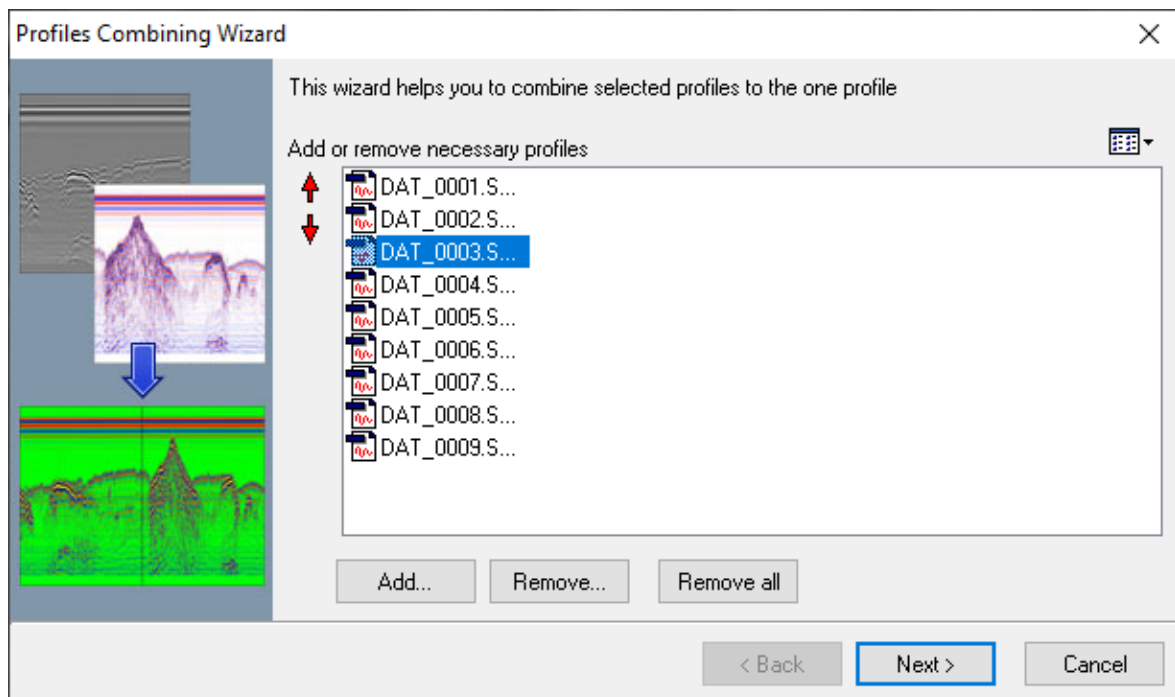 Profiles Combining Wizard
This wizard helps you to combine selected profiles to the one profile
Add or remove necessary profiles
DAT_0001.S...
DAT_0002.S...
DAT_0003.S...
DAT_0004.S...
DAT_0005.S...
DAT_0006.S...
DAT_0007.S...
DAT_0008.S...
DAT_0009.S...
Add... Remove... Remove all
< Back Next > Cancel